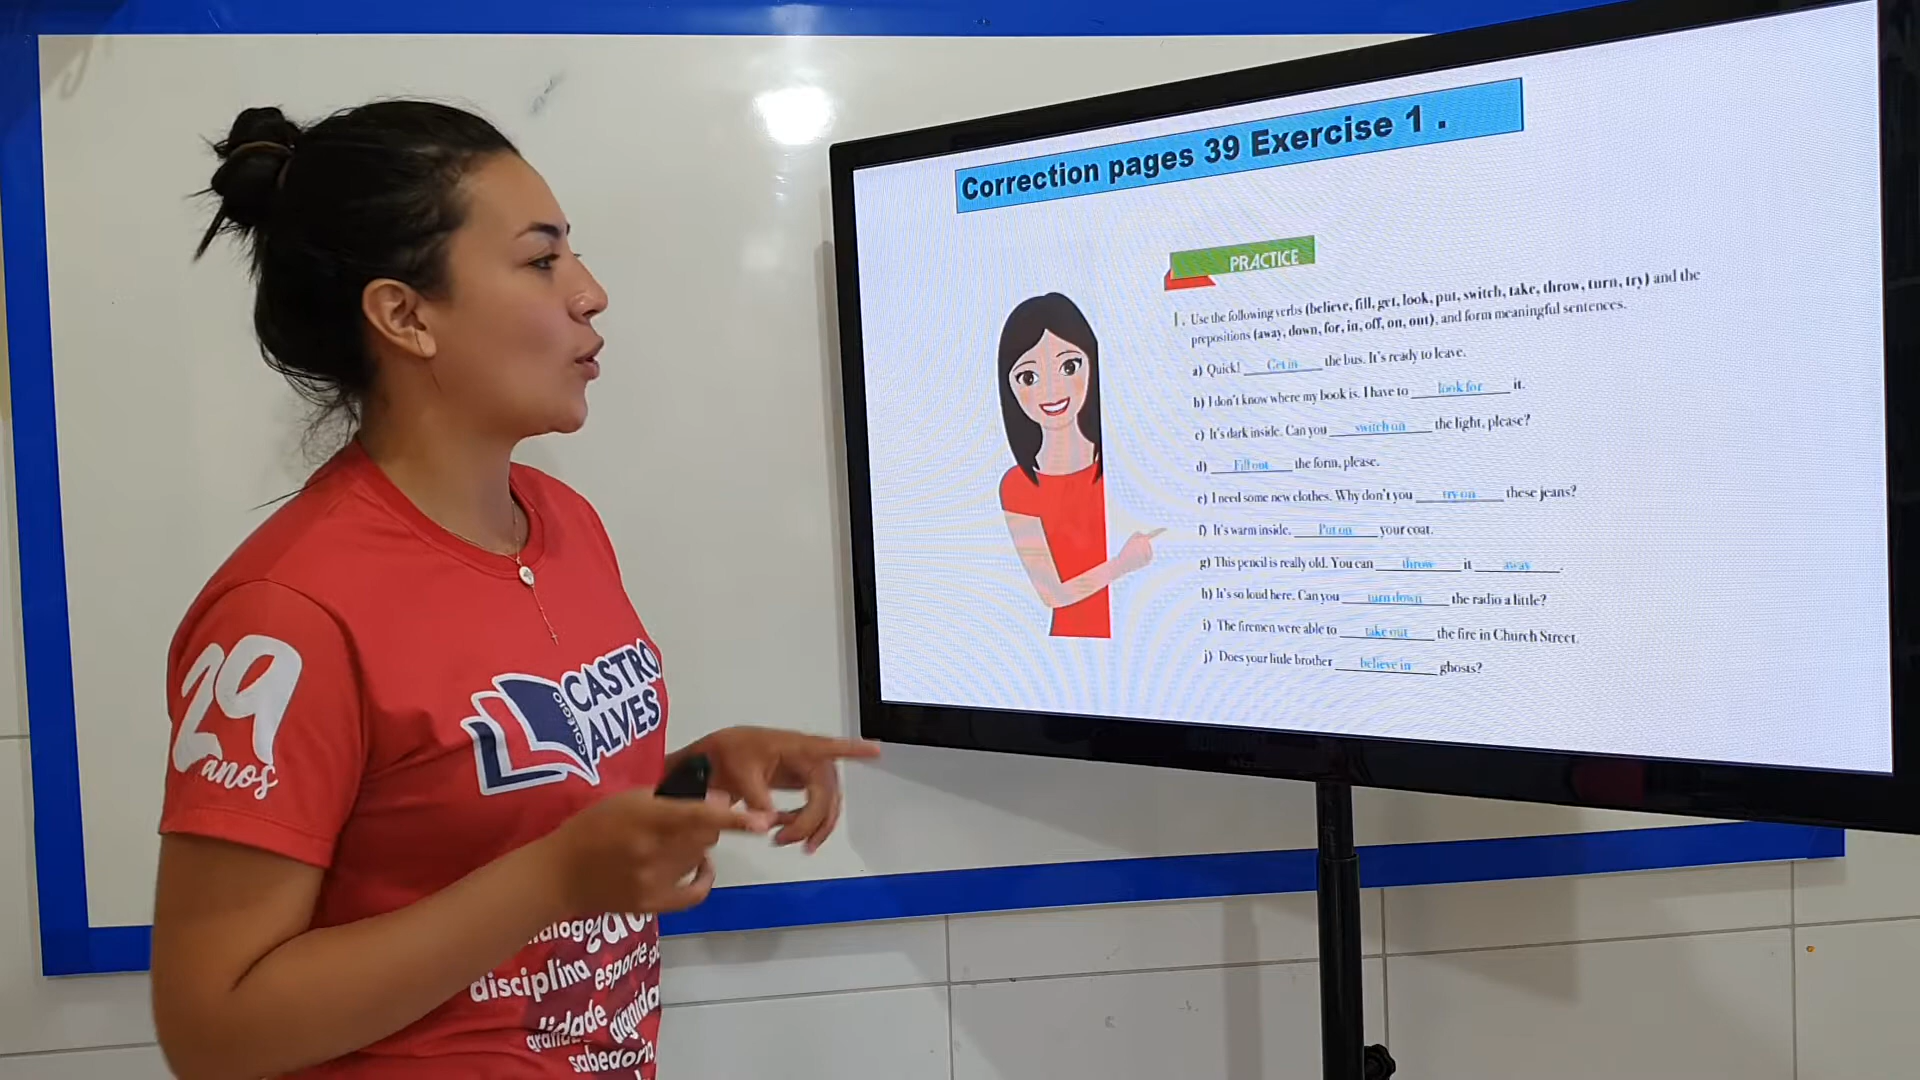 Correction pages 39 Exercise 1 .
PRACTICE
1. Use the following verbs (believe, fill, get, look, put, switch, take, throw, turn, try) and the
prepositions (away, down, for, in, off, on, out), and form meaningful sentences.
a) Quick! Get in the bus. It's ready to leave.
b) I don't know where my book is. I have to look for it.
c) It's dark inside. Can you switch on the light, please?
d) Fill out the form, please.
e) I need some new clothes. Why don't you try on these jeans?
f) It's warm inside. Put on your coat.
g) This pencil is really old. You can throw it away.
h) It's so loud here. Can you turn down the radio a little?
i) The firemen were able to take out the fire in Church Street.
j) Does your little brother believe in ghosts?
29
anos
COLÉGIO
CASTRO
ALVES
disciplina esporte
sabedoria